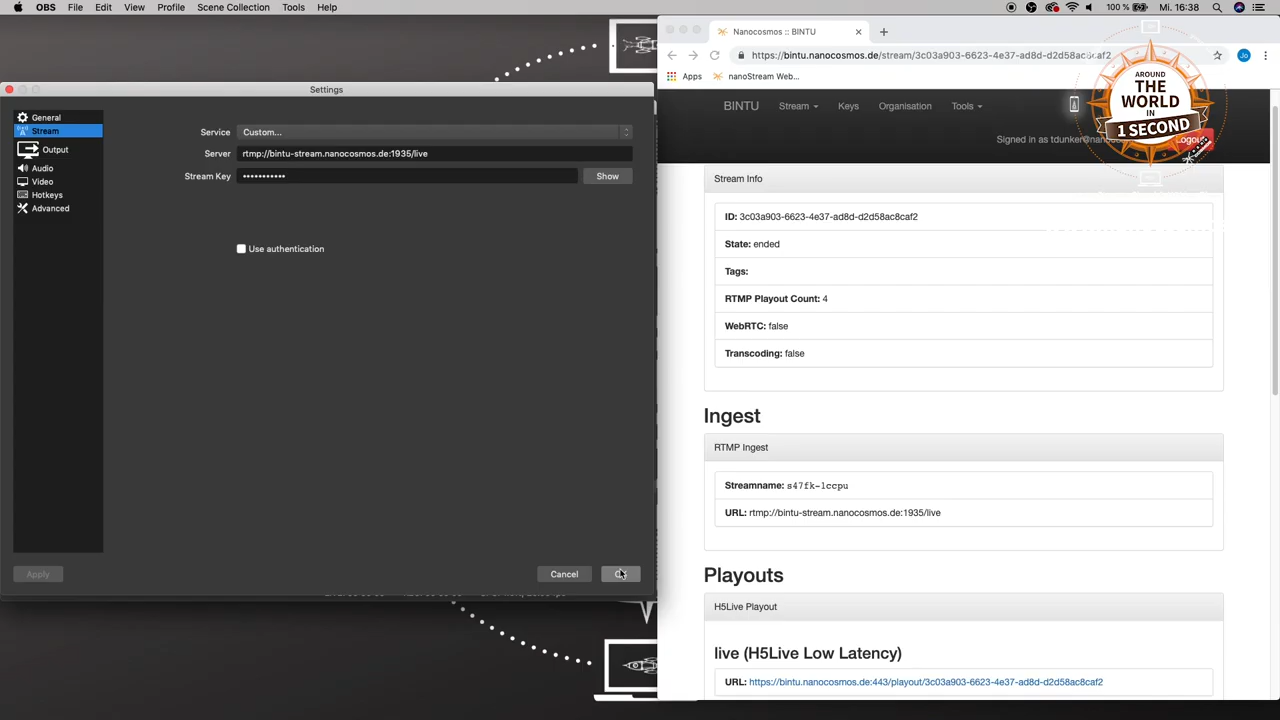 OBS File Edit View Profile Scene Collection Tools Help
100 % Mi. 16:38
Settings
General
Stream
Output
Audio
Video
Hotkeys
Advanced
Service Custom...
Server rtmp://bintu-stream.nanocosmos.de:1935/live
Stream Key ••••••••••• Show
Use authentication
Apply Cancel
Nanocosmos :: BINTU
https://bintu.nanocosmos.de/stream/3c03a903-6623-4e37-ad8d-d2d58ac8caf2 Jo
Apps nanoStream Web...
AROUND
THE
WORLD
IN
1 SECOND
BINTU Stream Keys Organisation Tools
Signed in as tdunker@nanoc
Stream Info
ID: 3c03a903-6623-4e37-ad8d-d2d58ac8caf2
State: ended
Tags:
RTMP Playout Count: 4
WebRTC: false
Transcoding: false
Ingest
RTMP Ingest
Streamname: s47fk-lccpu
URL: rtmp://bintu-stream.nanocosmos.de:1935/live
Playouts
H5Live Playout
live (H5Live Low Latency)
URL: https://bintu.nanocosmos.de:443/playout/3c03a903-6623-4e37-ad8d-d2d58ac8caf2